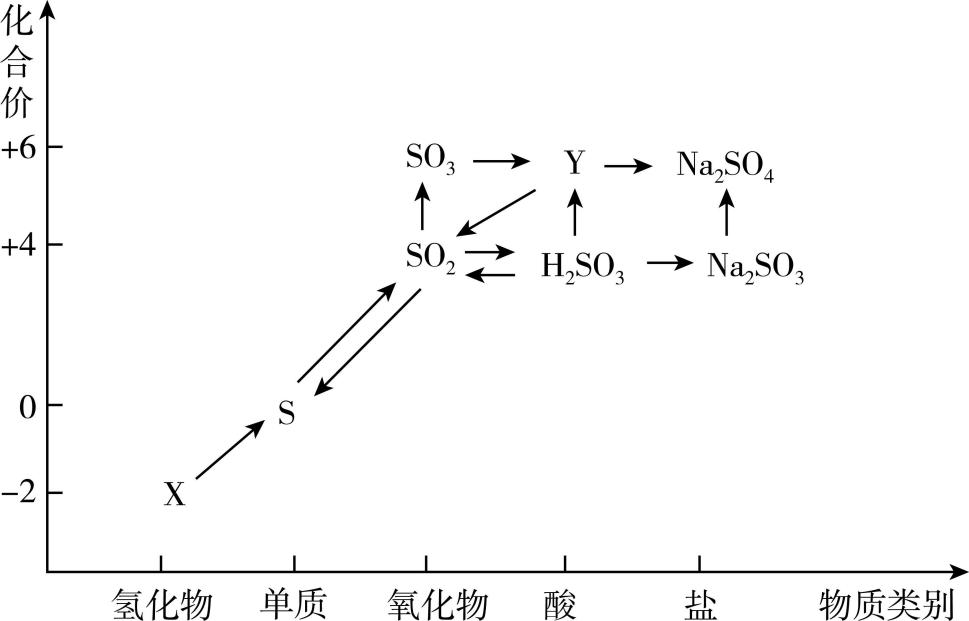 化合价
+6
SO₃ Y Na₂SO₄
+4
SO₂ H₂SO₃ Na₂SO₃
0
S
−2
X
氢化物 单质 氧化物 酸 盐 物质类别